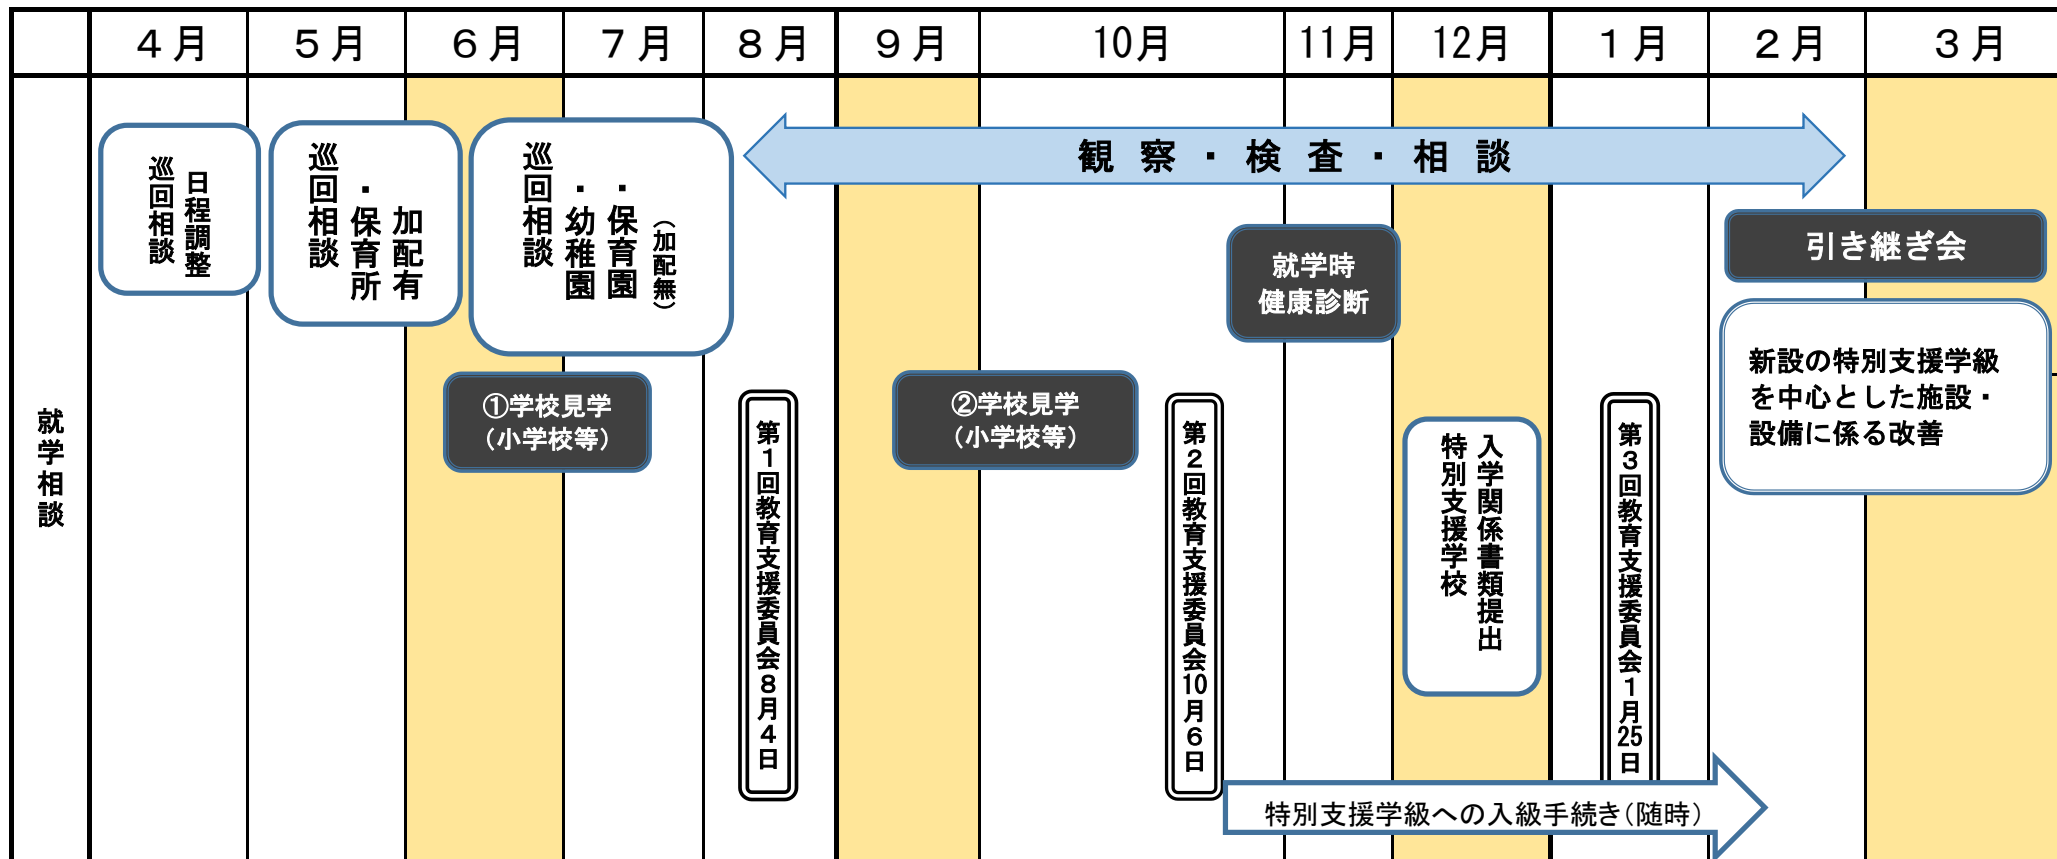 ４月
５月
６月
７月
８月
９月
10月
11月
12月
１月
２月
３月
就学相談
巡回相談
日程調整
巡回相談
・保育所
加配有
巡回相談
・幼稚園
・保育園
（加配無）
観察・検査・相談
①学校見学
（小学校等）
第１回教育支援委員会８月４日
②学校見学
（小学校等）
第２回教育支援委員会10月６日
就学時
健康診断
特別支援学校
入学関係書類提出
第３回教育支援委員会１月25日
引き継ぎ会
新設の特別支援学級
を中心とした施設・
設備に係る改善
特別支援学級への入級手続き（随時）